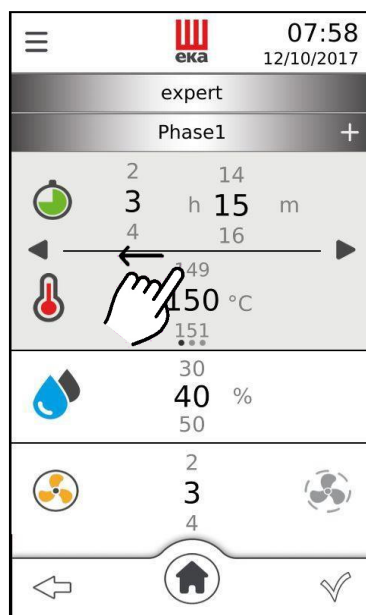 07:58
eka
12/10/2017
expert
Phase1 +
2 14
3 h 15 m
4 16
149
150 °C
151
30
40 %
50
2
3
4